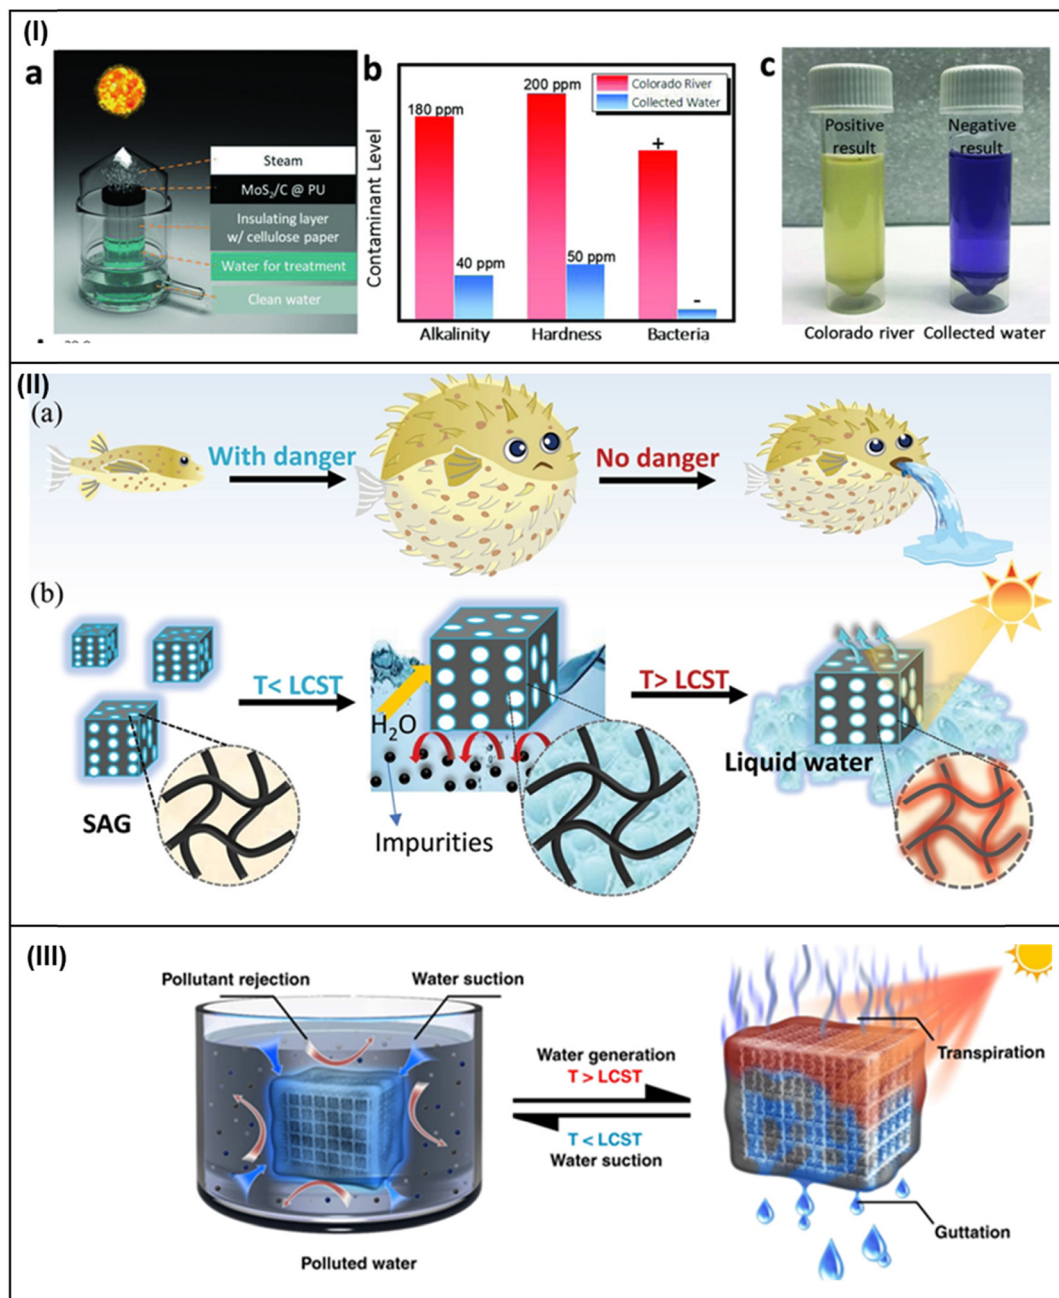 (I)
a
Steam
MoS₂/C @ PU
Insulating layer
w/ cellulose paper
Water for treatment
Clean water
b
Contaminant Level
180 ppm
200 ppm
Colorado River
Collected Water
+
40 ppm
50 ppm
-
Alkalinity
Hardness
Bacteria
c
Positive
result
Negative
result
Colorado river
Collected water
(II)
(a)
With danger
No danger
(b)
T< LCST
H₂O
T> LCST
Liquid water
SAG
Impurities
(III)
Pollutant rejection
Water suction
Water generation
T > LCST
T < LCST
Water suction
Transpiration
Guttation
Polluted water